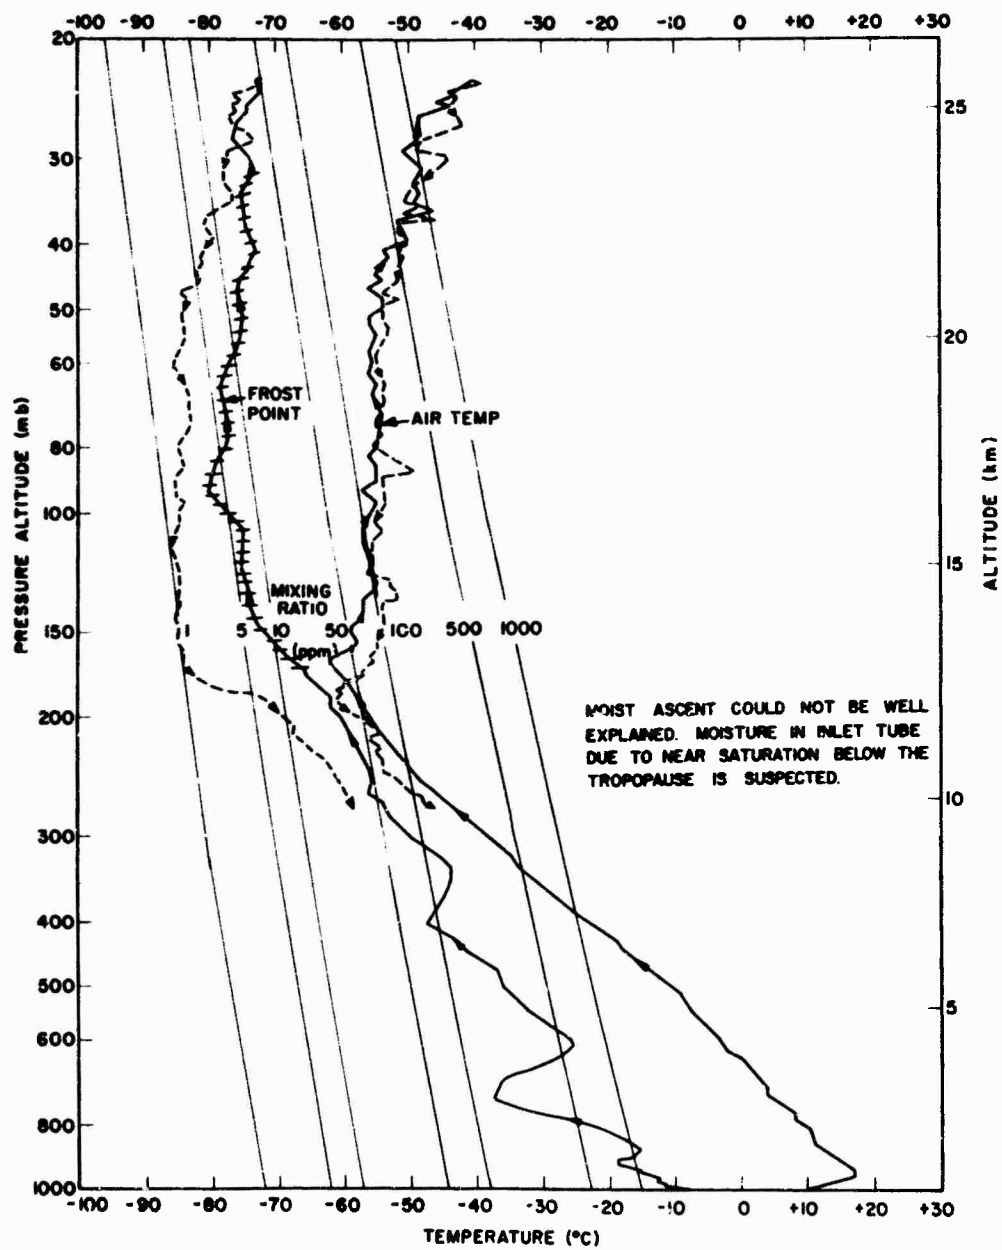 -100 -90 -80 -70 -60 -50 -40 -30 -20 -10 0 +10 +20 +30
20
30
40
50
60
80
100
150
200
300
400
500
600
800
1000
PRESSURE ALTITUDE (mb)
25
20
15
10
5
ALTITUDE (km)
FROST
POINT
AIR TEMP
MIXING
RATIO
1 5 10 50 100 500 1000
(ppm)
MOIST ASCENT COULD NOT BE WELL
EXPLAINED. MOISTURE IN INLET TUBE
DUE TO NEAR SATURATION BELOW THE
TROPOPAUSE IS SUSPECTED.
-100 -90 -80 -70 -60 -50 -40 -30 -20 -10 0 +10 +20 +30
TEMPERATURE (°C)